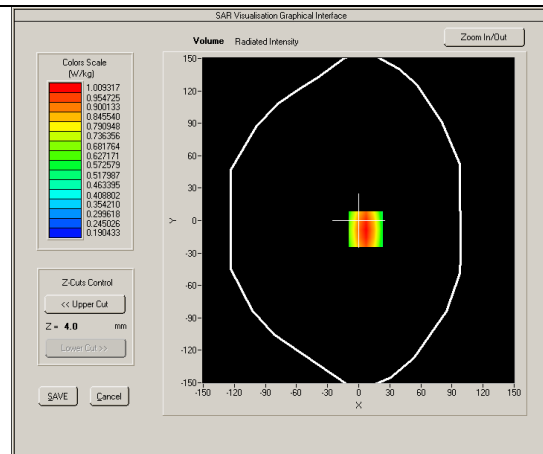 SAR Visualisation Graphical Interface
Volume Radiated Intensity
Zoom In/Out
Colors Scale
(W/kg)
1.009317
0.954725
0.900133
0.845540
0.790948
0.736356
0.681764
0.627171
0.572579
0.517987
0.463395
0.408802
0.354210
0.299618
0.245026
0.190433
Z-Cuts Control
<< Upper Cut
Z = 4.0 mm
Lower Cut >>
SAVE Cancel
150-
120-
90-
60-
30-
Y 0-
-30-
-60-
-90-
-120-
-150-
-150 -120 -90 -60 -30 0 30 60 90 120 150
X